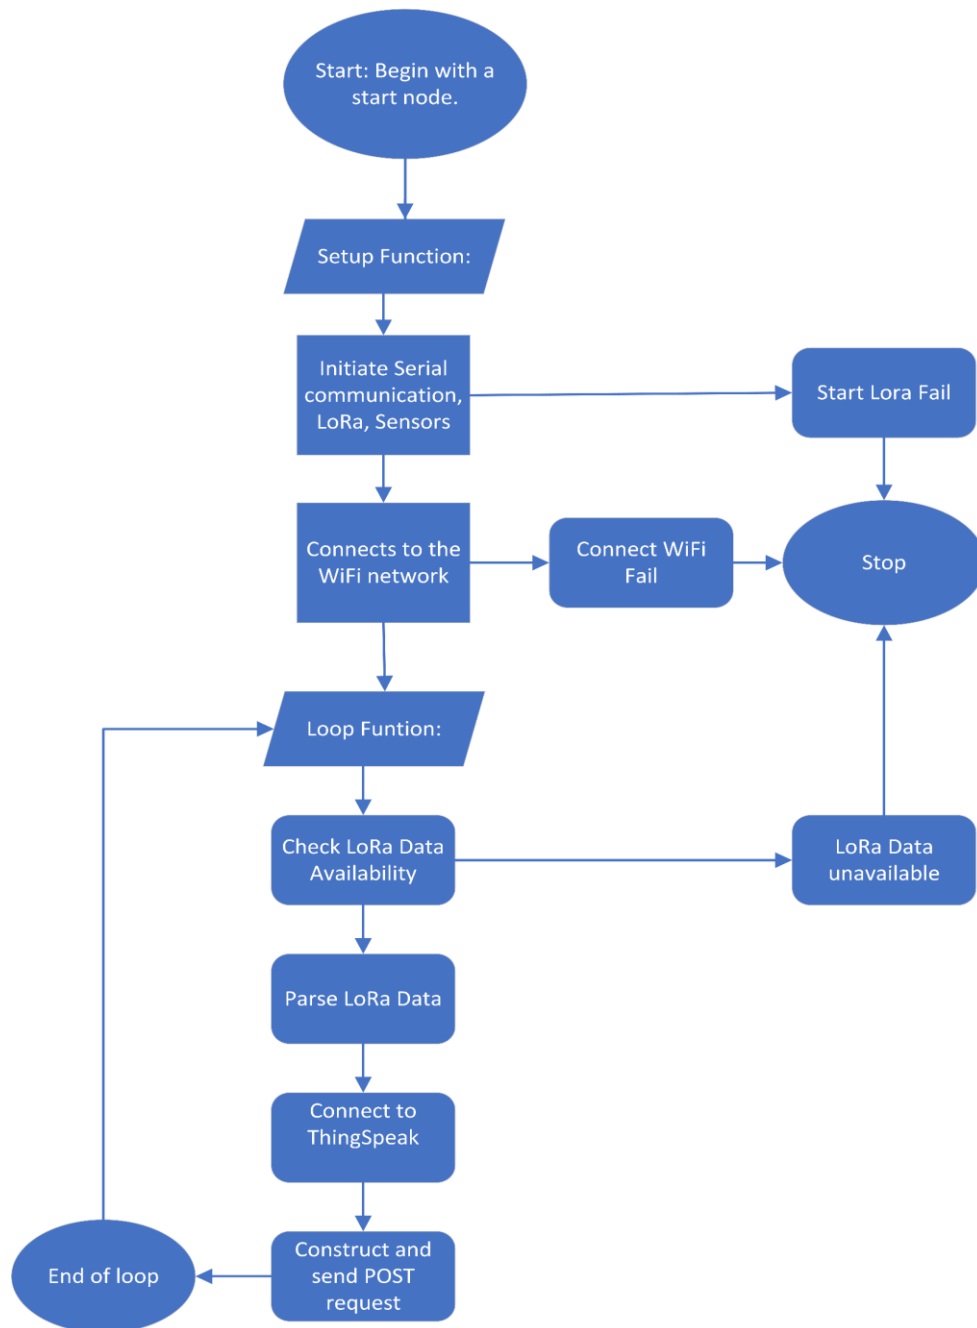 Start: Begin with a
start node.
Setup Function:
Initiate Serial
communication,
LoRa, Sensors
Start Lora Fail
Connects to the
WiFi network
Connect WiFi
Fail
Stop
Loop Funtion:
Check LoRa Data
Availability
LoRa Data
unavailable
Parse LoRa Data
Connect to
ThingSpeak
Construct and
send POST
request
End of loop